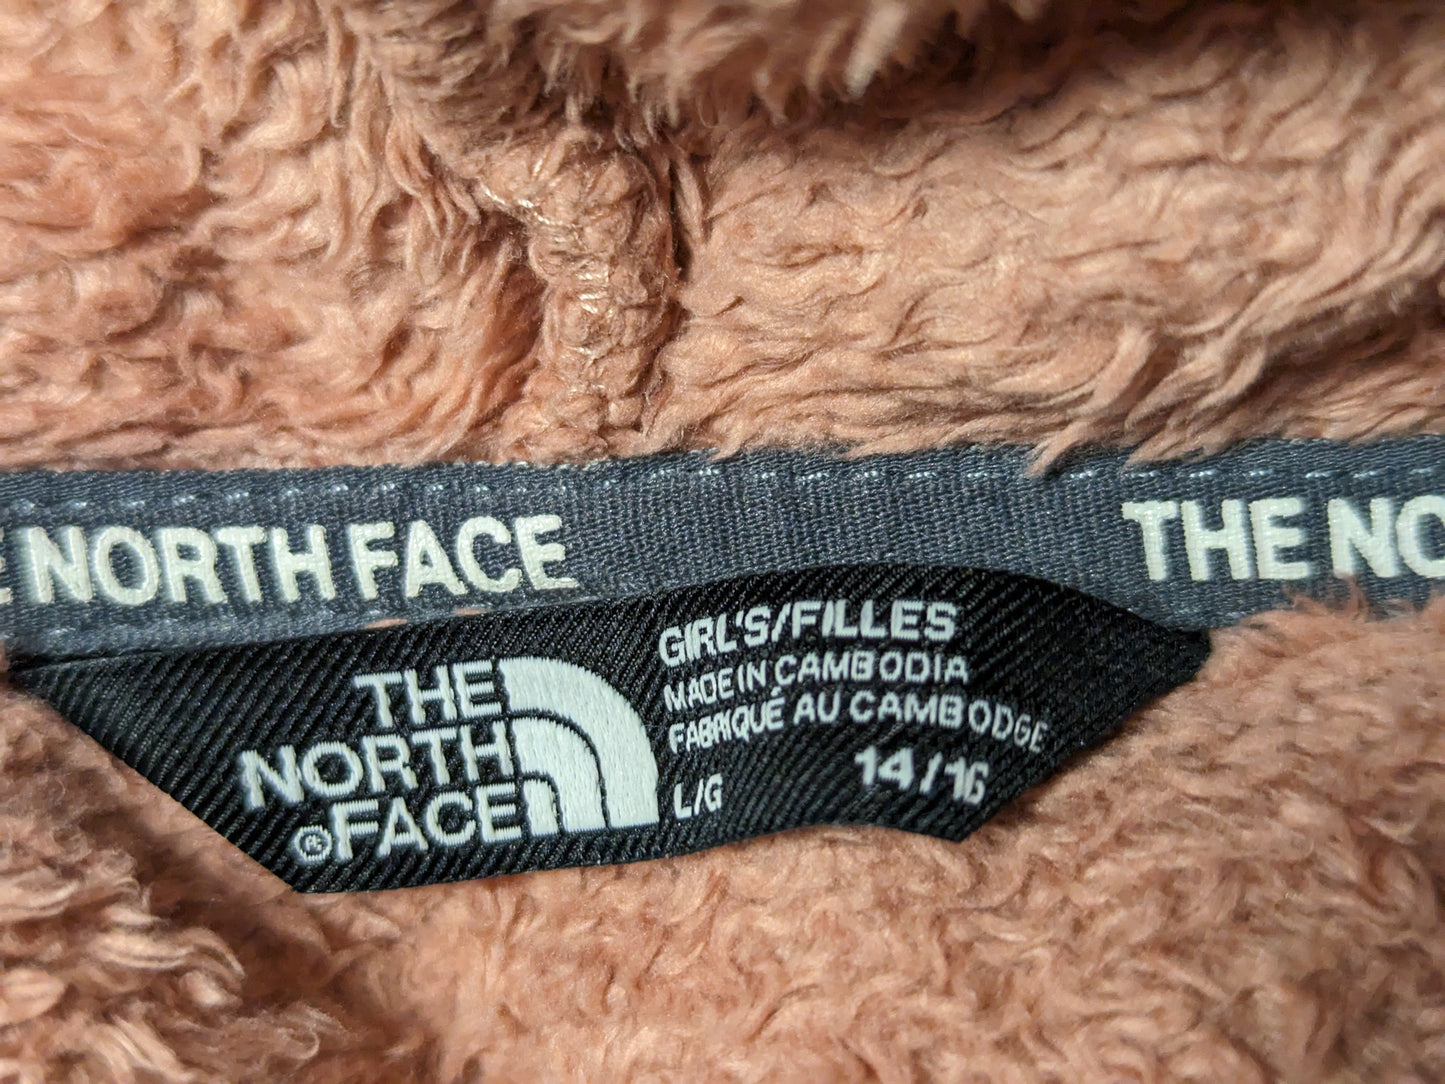 E NORTH FACE
THE NO
THE
NORTH
®FACE
GIRL'S/FILLES
MADE IN CAMBODIA
FABRIQUÉ AU CAMBODGE
L/G 14/16